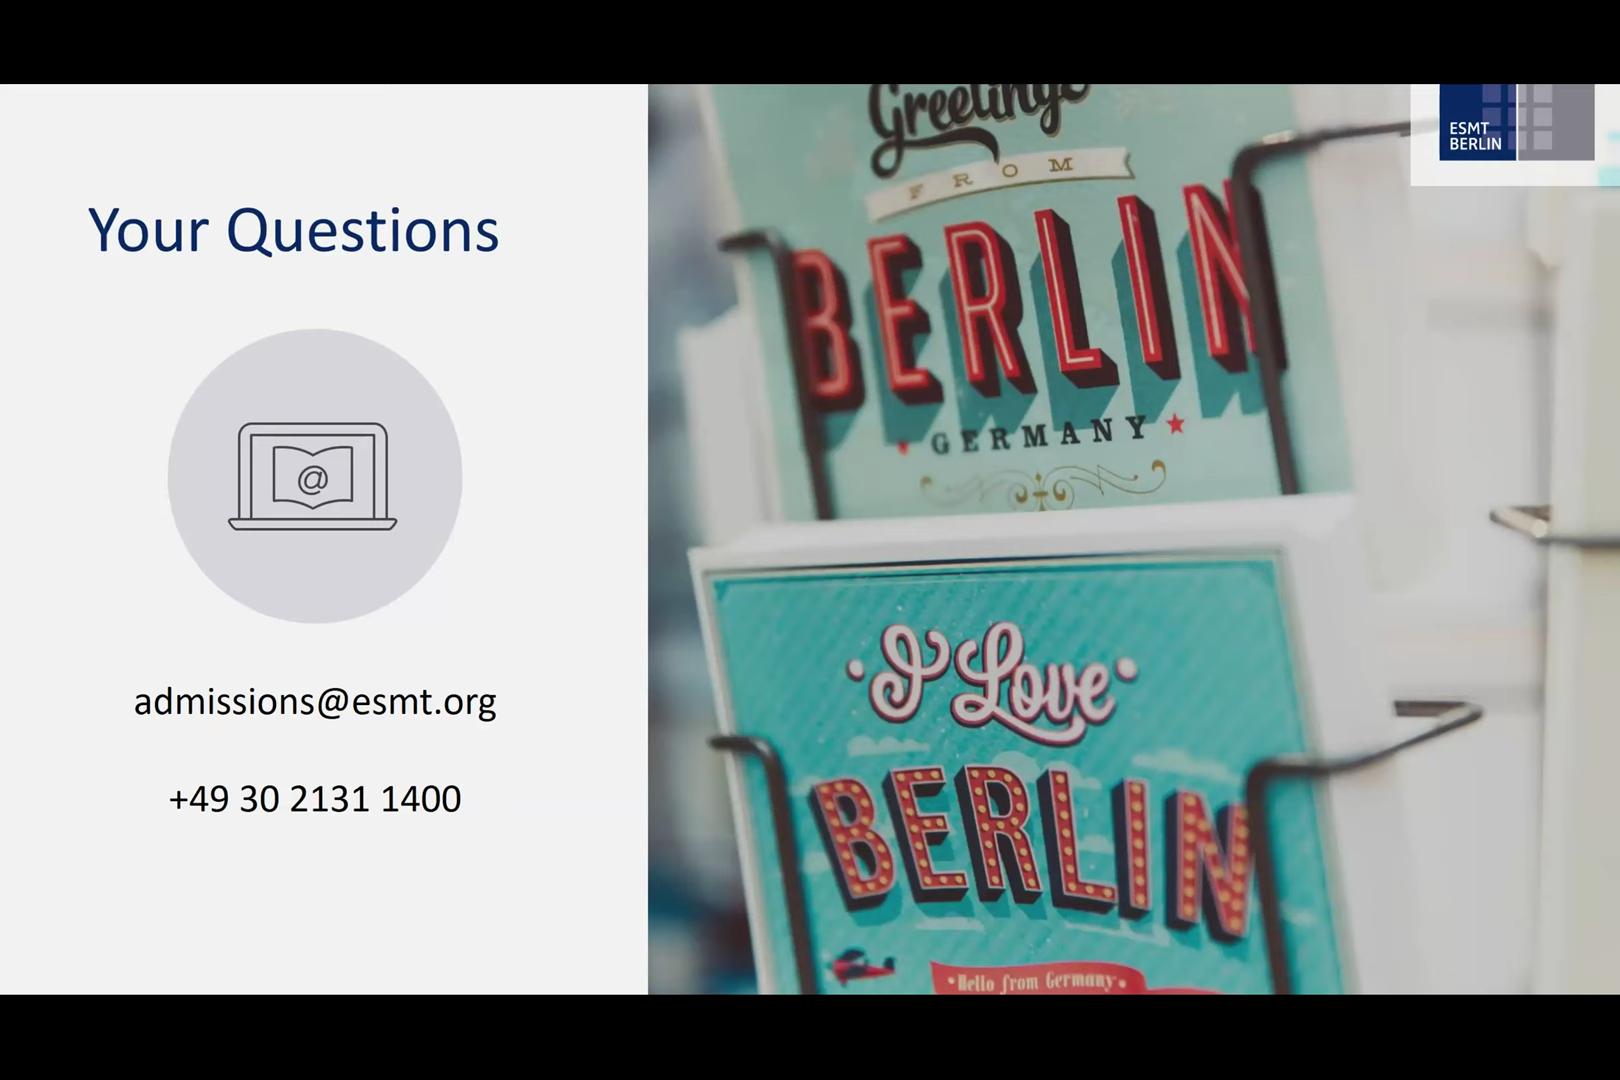 Your Questions
@
admissions@esmt.org
+49 30 2131 1400
ESMT
BERLIN
Greetings
FROM
BERLIN
GERMANY
I Love
BERLIN
Hello from Germany